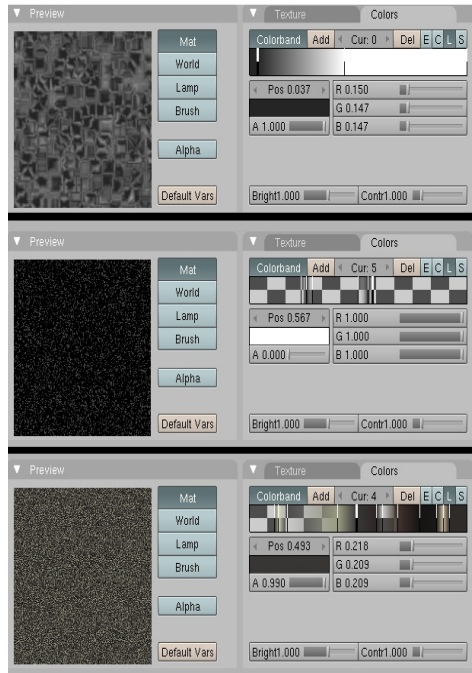 Preview
Texture Colors
Mat
World
Lamp
Brush
Alpha
Default Vars
Colorband Add Cur: 0 Del E C L S
Pos 0.037 R 0.150
G 0.147
A 1.000 B 0.147
Bright1.000 Contr1.000
Preview
Texture Colors
Mat
World
Lamp
Brush
Alpha
Default Vars
Colorband Add Cur: 5 Del E C L S
Pos 0.567 R 1.000
G 1.000
A 0.000 B 1.000
Bright1.000 Contr1.000
Preview
Texture Colors
Mat
World
Lamp
Brush
Alpha
Default Vars
Colorband Add Cur: 4 Del E C L S
Pos 0.493 R 0.218
G 0.209
A 0.990 B 0.209
Bright1.000 Contr1.000